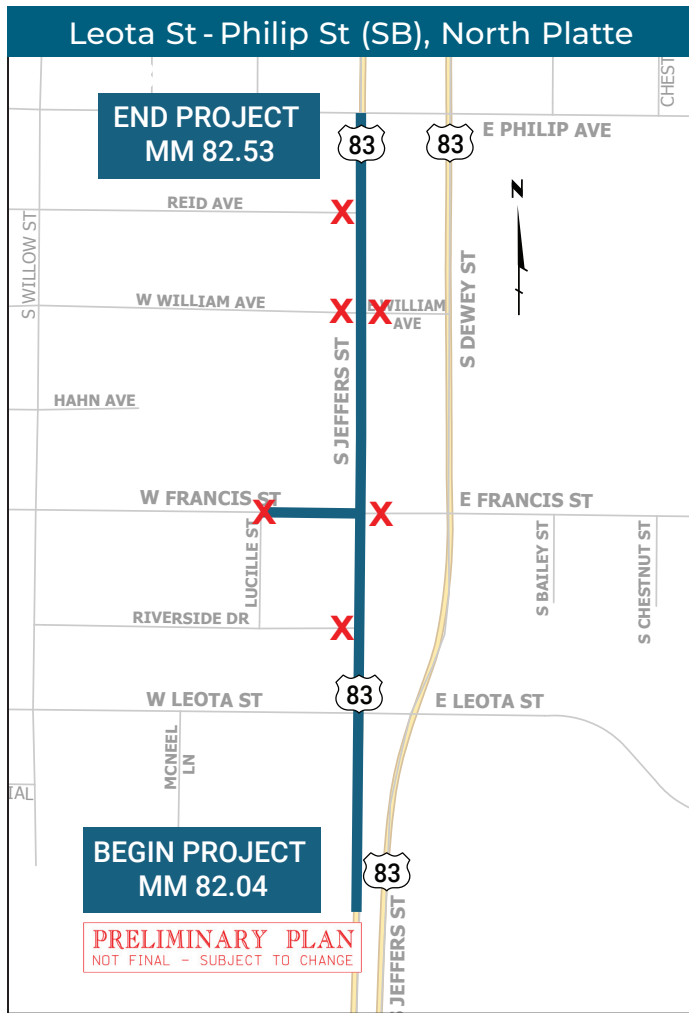 Leota St - Philip St (SB), North Platte
CHEST
END PROJECT
MM 82.53
83
83
E PHILIP AVE
REID AVE
N
S WILLOW ST
W WILLIAM AVE
WILLIAM
AVE
S DEWEY ST
S JEFFERS ST
HAHN AVE
W FRANCIS ST
E FRANCIS ST
LUCILLE ST
S BAILEY ST
S CHESTNUT ST
RIVERSIDE DR
83
W LEOTA ST
E LEOTA ST
MCNEEL
LN
IAL
BEGIN PROJECT
MM 82.04
83
PRELIMINARY PLAN
NOT FINAL - SUBJECT TO CHANGE
JEFFERS ST